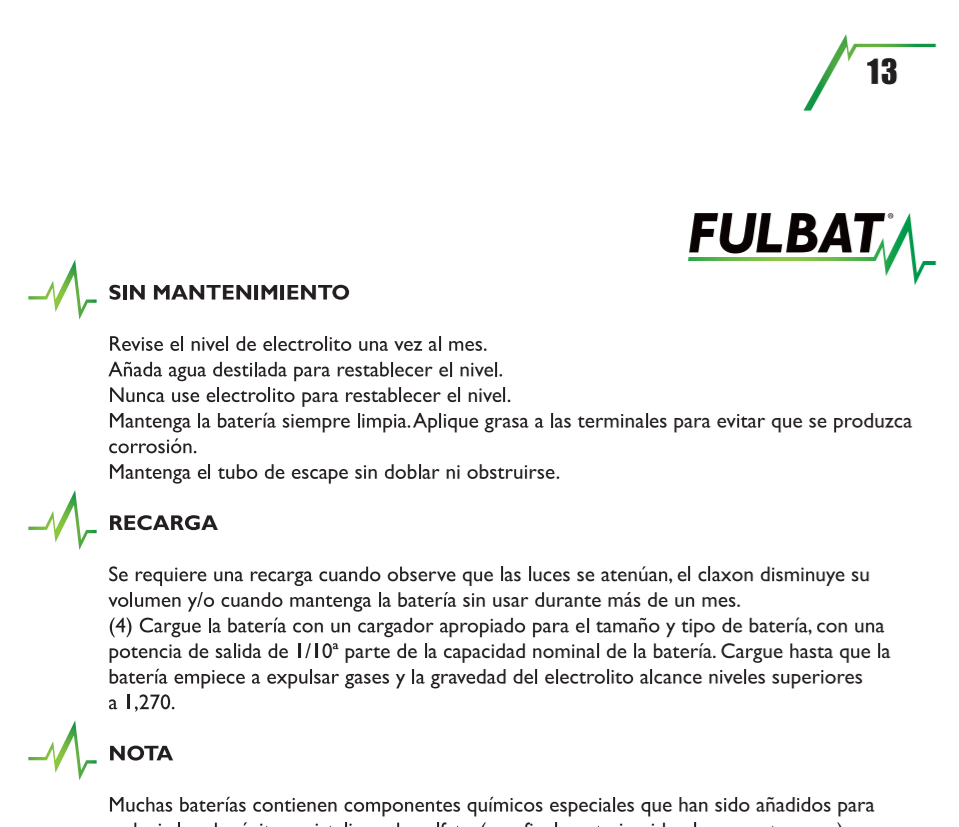 13
FULBAT®
SIN MANTENIMIENTO
Revise el nivel de electrolito una vez al mes.
Añada agua destilada para restablecer el nivel.
Nunca use electrolito para restablecer el nivel.
Mantenga la batería siempre limpia. Aplique grasa a las terminales para evitar que se produzca
corrosión.
Mantenga el tubo de escape sin doblar ni obstruirse.
RECARGA
Se requiere una recarga cuando observe que las luces se atenúan, el claxon disminuye su
volumen y/o cuando mantenga la batería sin usar durante más de un mes.
(4) Cargue la batería con un cargador apropiado para el tamaño y tipo de batería, con una
potencia de salida de 1/10ª parte de la capacidad nominal de la batería. Cargue hasta que la
batería empiece a expulsar gases y la gravedad del electrolito alcance niveles superiores
a 1,270.
NOTA
Muchas baterías contienen componentes químicos especiales que han sido añadidos para